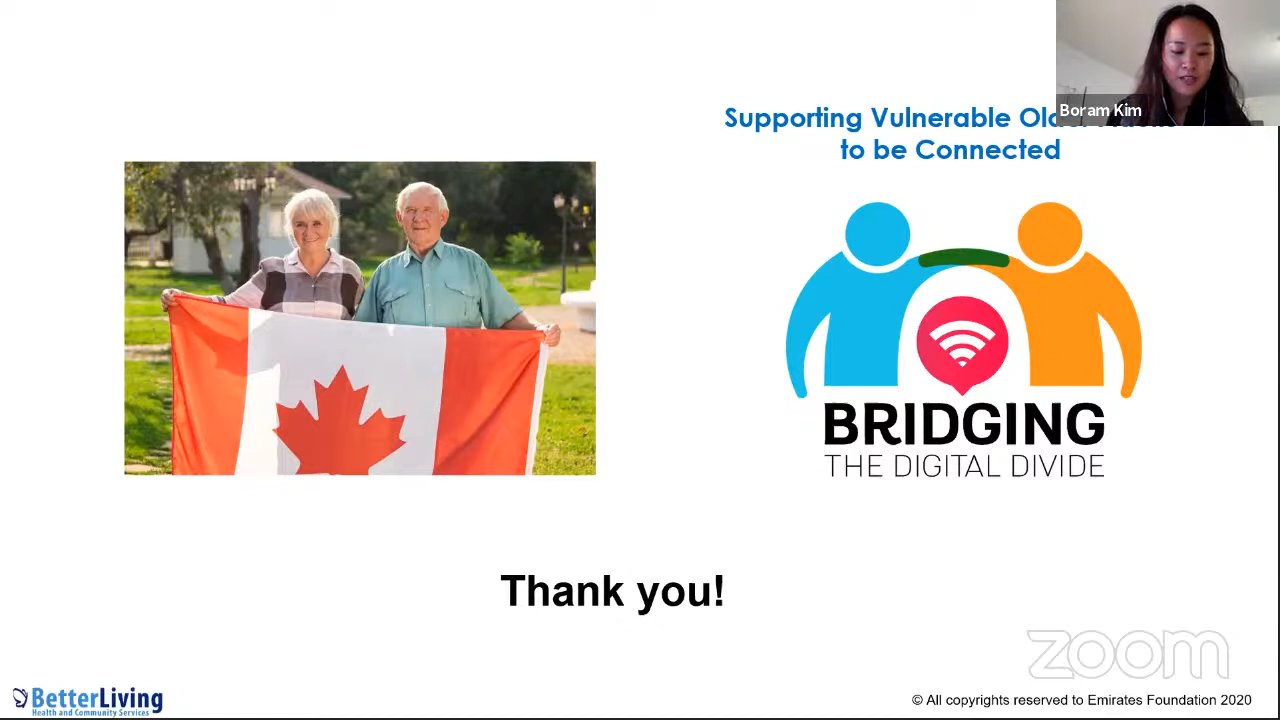 Boram Kim
Supporting Vulnerable
to be Connected
BRIDGING
THE DIGITAL DIVIDE
Thank you!
zoom
BetterLiving
Health and Community Services
© All copyrights reserved to Emirates Foundation 2020